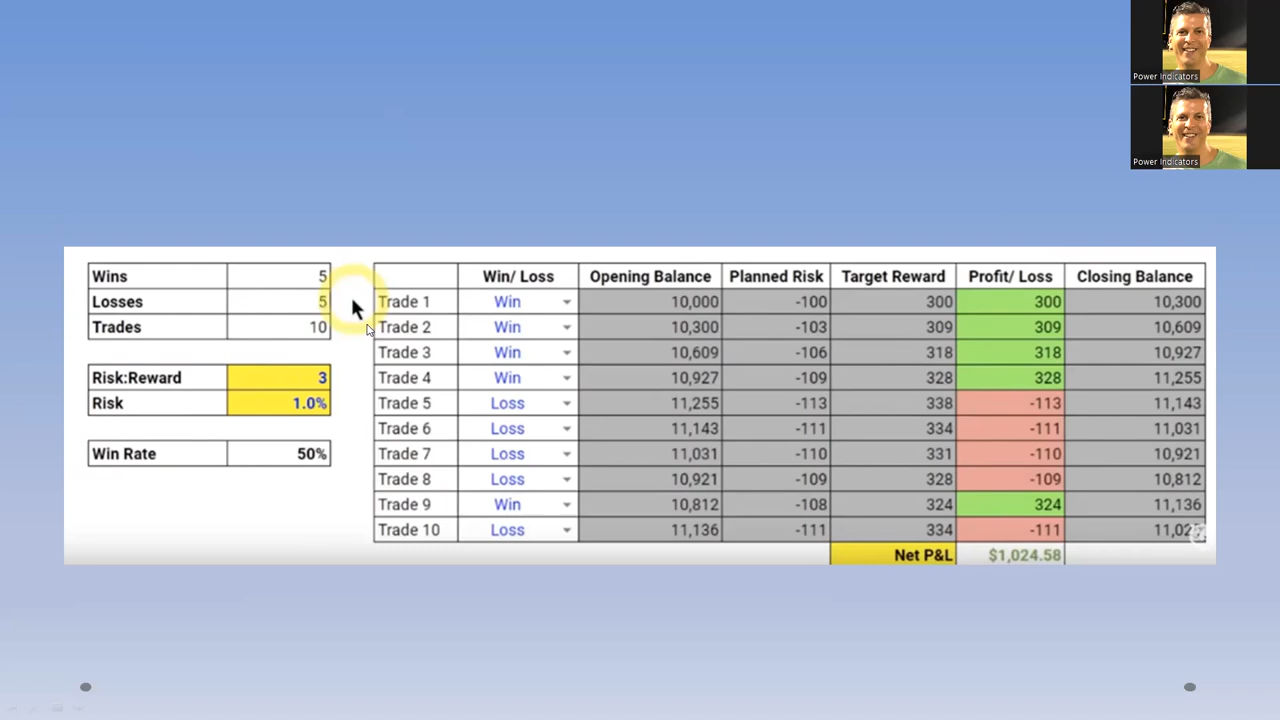 Power Indicators
Power Indicators
Wins 5
Losses 5
Trades 10
Risk:Reward 3
Risk 1.0%
Win Rate 50%
Win/ Loss Opening Balance Planned Risk Target Reward Profit/ Loss Closing Balance
Trade 1 Win 10,000 -100 300 300 10,300
Trade 2 Win 10,300 -103 309 309 10,609
Trade 3 Win 10,609 -106 318 318 10,927
Trade 4 Win 10,927 -109 328 328 11,255
Trade 5 Loss 11,255 -113 338 -113 11,143
Trade 6 Loss 11,143 -111 334 -111 11,031
Trade 7 Loss 11,031 -110 331 -110 10,921
Trade 8 Loss 10,921 -109 328 -109 10,812
Trade 9 Win 10,812 -108 324 324 11,136
Trade 10 Loss 11,136 -111 334 -111
Net P&L $1,024.58